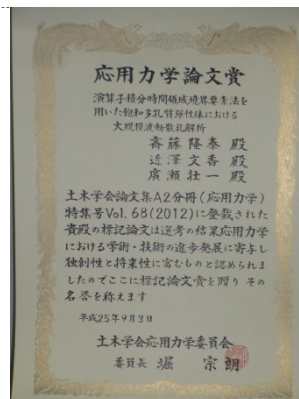 応用力学論文賞
演算子積分時間領域境界要素法を
用いた飽和多孔質弾性体における
大規模波動散乱解析
斎藤隆泰 殿
近澤文香 殿
廣瀬壮一 殿
土木学会論文集A2分冊(応用力学)
特集号Vol.68(2012)に登載された
貴殿の標記論文は選考の結果応用力学
における学術・技術の進歩発展に寄与し
独創性と将来性に富むものと認められま
したのでここに標記論文賞を贈り その
名誉を称えます
平成25年9月3日
土木学会応用力学委員会
委員長 堀 宗朗